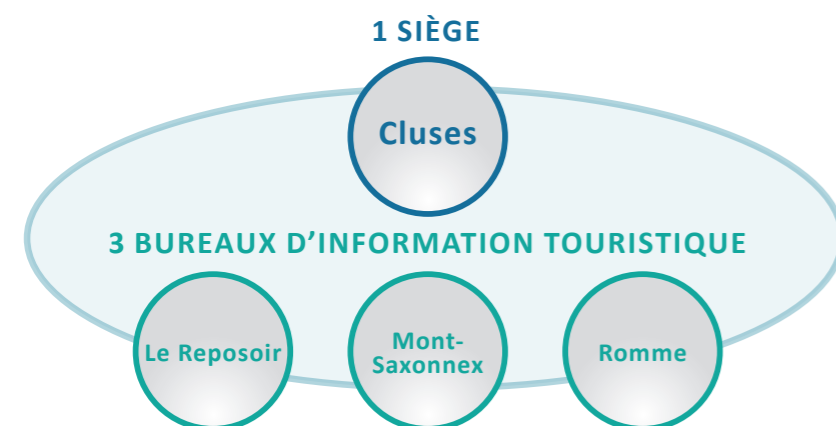 1 SIÈGE
Cluses
3 BUREAUX D’INFORMATION TOURISTIQUE
Le Reposoir
Mont-
Saxonnex
Romme